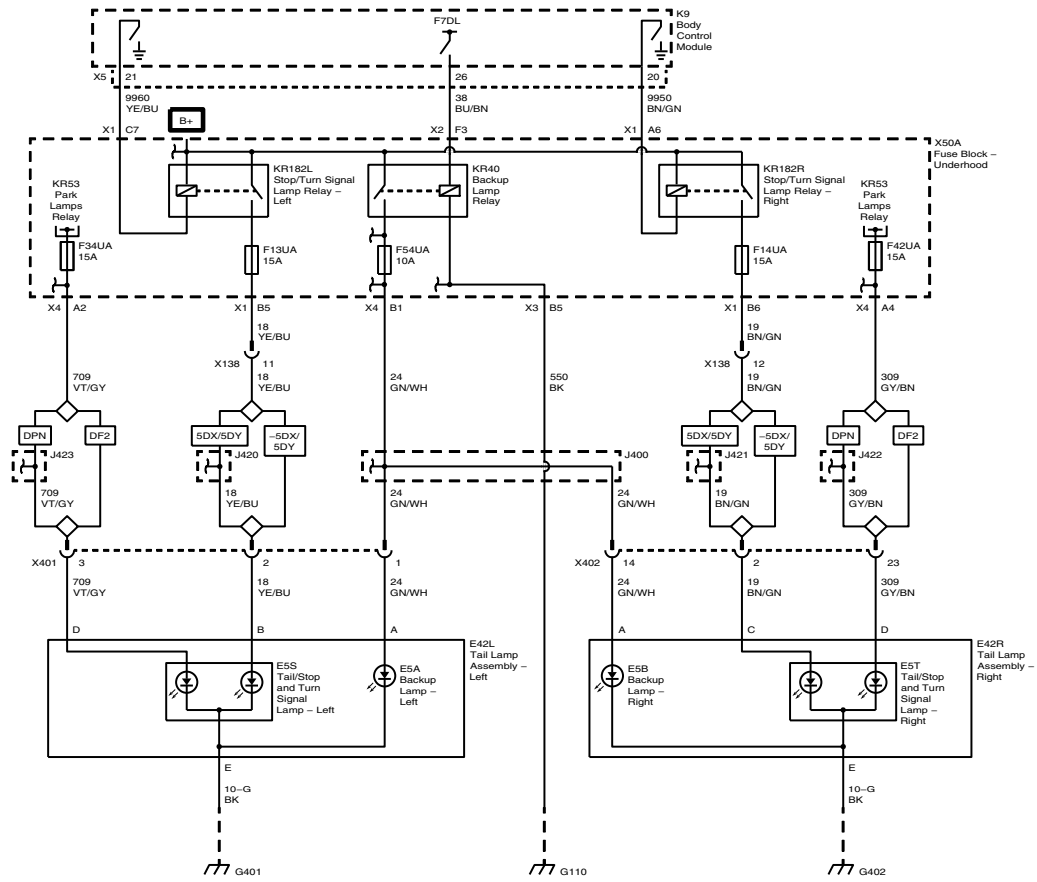 K9
Body
Control
Module
F7DL
X5 21
26
20
9960
YE/BU
38
BU/BN
9950
BN/GN
B+
X1 C7
X2 F3
X1 A6
X50A
Fuse Block –
Underhood
KR53
Park
Lamps
Relay
KR182L
Stop/Turn Signal
Lamp Relay –
Left
KR40
Backup
Lamp
Relay
KR182R
Stop/Turn Signal
Lamp Relay –
Right
KR53
Park
Lamps
Relay
F34UA
15A
F13UA
15A
F54UA
10A
F14UA
15A
F42UA
15A
X4 A2
X1 B5
X4 B1
X3 B5
X1 B6
X4 A4
18
YE/BU
19
BN/GN
X138 11
X138 12
709
VT/GY
18
YE/BU
24
GN/WH
550
BK
19
BN/GN
309
GY/BN
DPN
DF2
5DX/5DY
–5DX/
5DY
5DX/5DY
–5DX/
5DY
DPN
DF2
J423
J420
J400
J421
J422
709
VT/GY
18
YE/BU
24
GN/WH
24
GN/WH
19
BN/GN
309
GY/BN
X401 3
2
1
X402 14
2
23
709
VT/GY
18
YE/BU
24
GN/WH
24
GN/WH
19
BN/GN
309
GY/BN
D
B
A
A
C
D
E42L
Tail Lamp
Assembly –
Left
E42R
Tail Lamp
Assembly –
Right
E5S
Tail/Stop
and Turn
Signal
Lamp – Left
E5A
Backup
Lamp –
Left
E5B
Backup
Lamp –
Right
E5T
Tail/Stop
and Turn
Signal
Lamp –
Right
E
E
10–G
BK
10–G
BK
G401
G110
G402